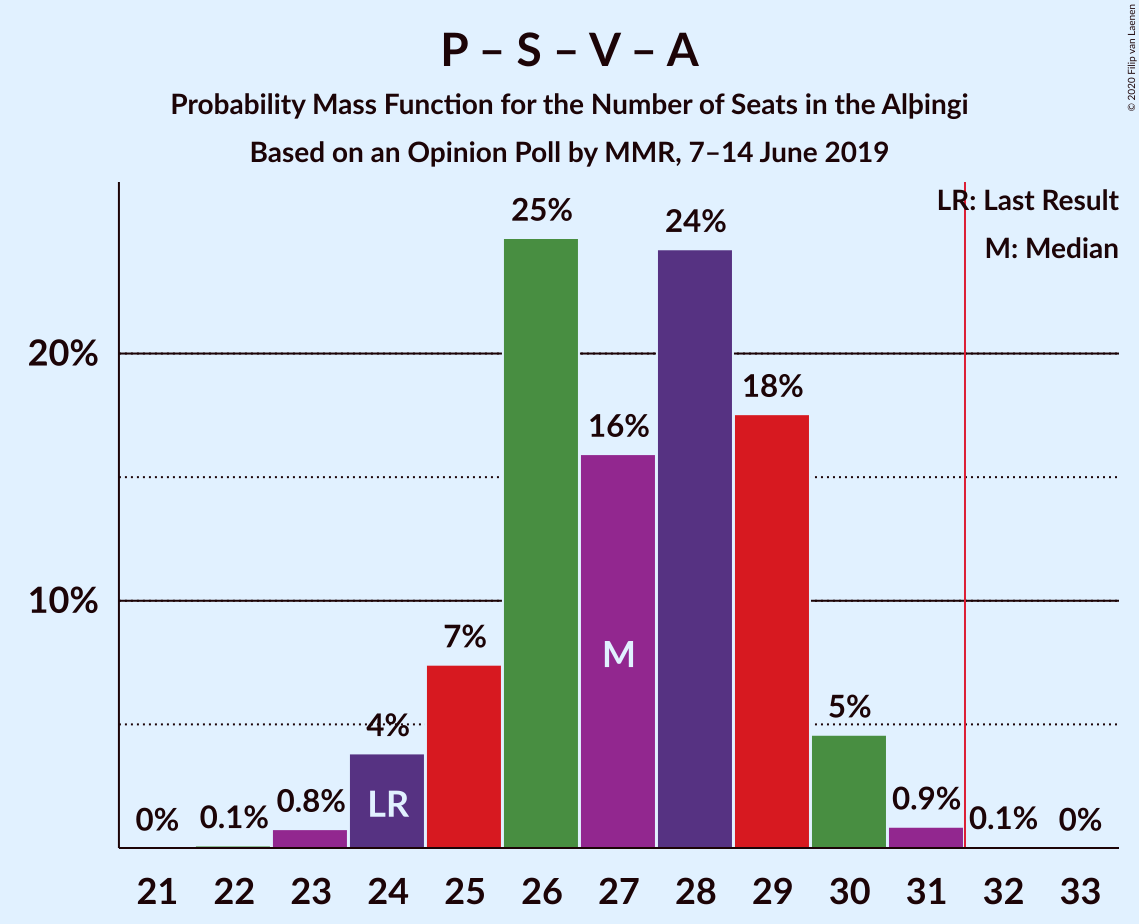 P – S – V – A
Probability Mass Function for the Number of Seats in the Alþingi
Based on an Opinion Poll by MMR, 7–14 June 2019
© 2020 Filip van Laenen
LR: Last Result
M: Median
25%
24%
20%
18%
16%
10%
7%
M
5%
4%
LR
0%
0.1%
0.8%
0.9%
0.1%
0%
21 22 23 24 25 26 27 28 29 30 31 32 33